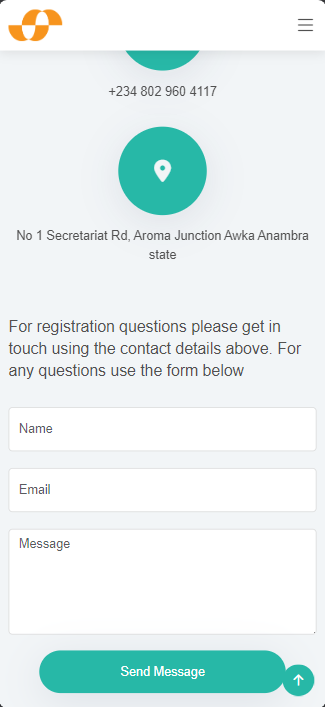 +234 802 960 4117
No 1 Secretariat Rd, Aroma Junction Awka Anambra
state
For registration questions please get in
touch using the contact details above. For
any questions use the form below
Name
Email
Message
Send Message